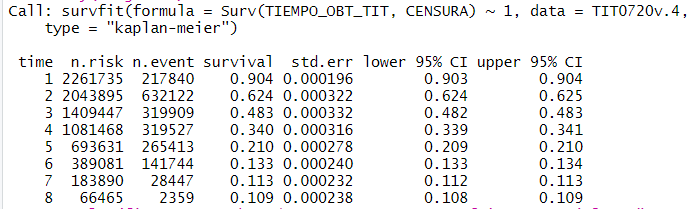 Call: survfit(formula = Surv(TIEMPO_OBT_TIT, CENSURA) ~ 1, data = TIT0720v.4,
type = "kaplan-meier")
time n.risk n.event survival std.err lower 95% CI upper 95% CI
1 2261735 217840 0.904 0.000196 0.903 0.904
2 2043895 632122 0.624 0.000322 0.624 0.625
3 1409447 319909 0.483 0.000332 0.482 0.483
4 1081468 319527 0.340 0.000316 0.339 0.341
5 693631 265413 0.210 0.000278 0.209 0.210
6 389081 141744 0.133 0.000240 0.133 0.134
7 183890 28447 0.113 0.000232 0.112 0.113
8 66465 2359 0.109 0.000238 0.108 0.109